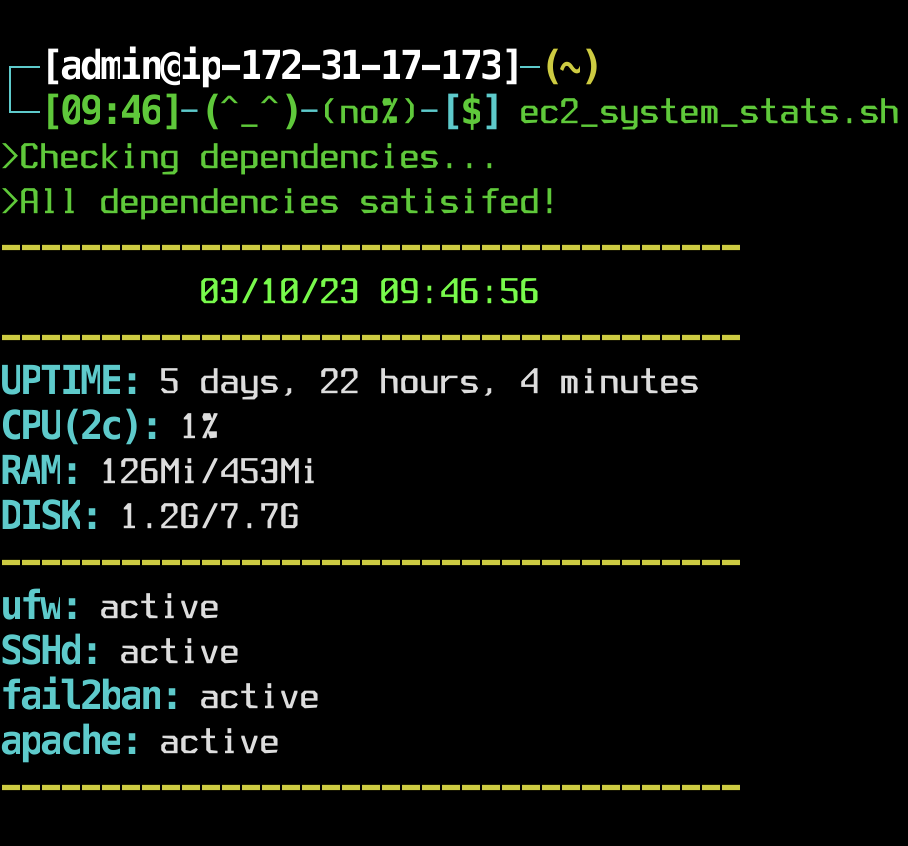 ┌─[admin@ip-172-31-17-173]─(~)
└─[09:46]-(^_^)-(no%)-[$] ec2_system_stats.sh
>Checking dependencies...
>All dependencies satisifed!
-------------------------------------
03/10/23 09:46:56
-------------------------------------
UPTIME: 5 days, 22 hours, 4 minutes
CPU(2c): 1%
RAM: 126Mi/453Mi
DISK: 1.2G/7.7G
-------------------------------------
ufw: active
SSHd: active
fail2ban: active
apache: active
-------------------------------------